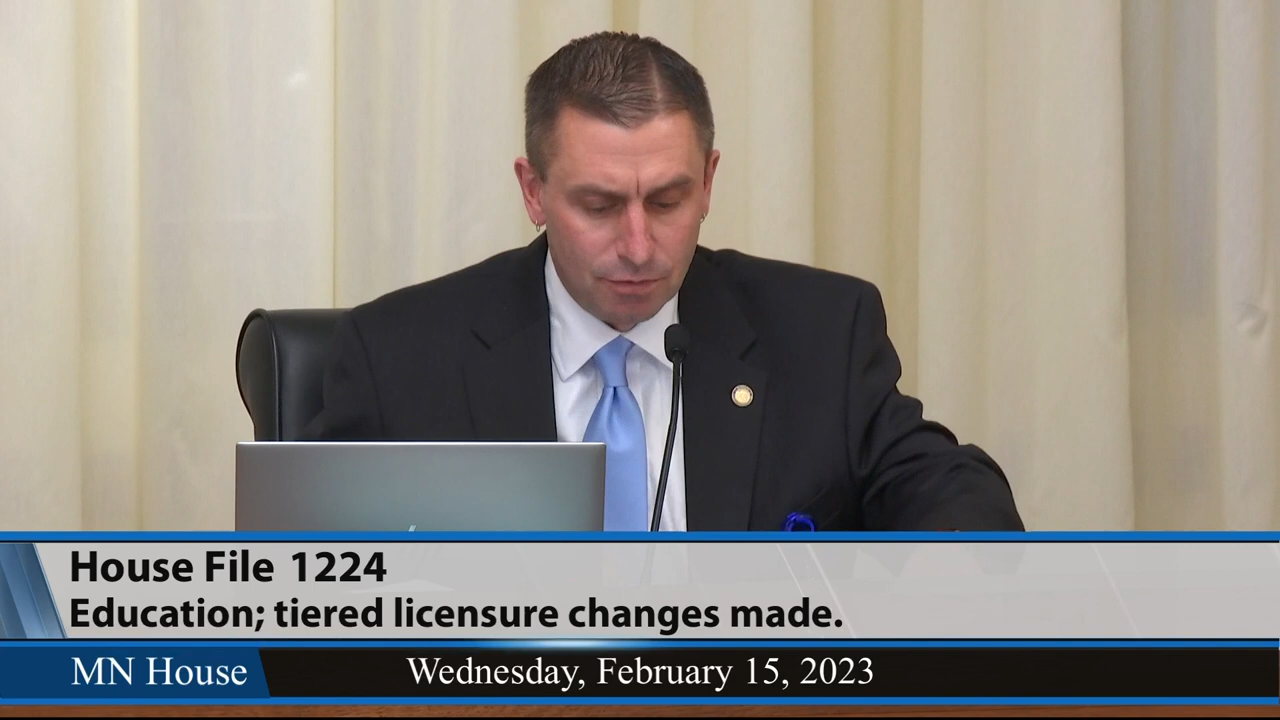 House File 1224
Education; tiered licensure changes made.
MN House
Wednesday, February 15, 2023